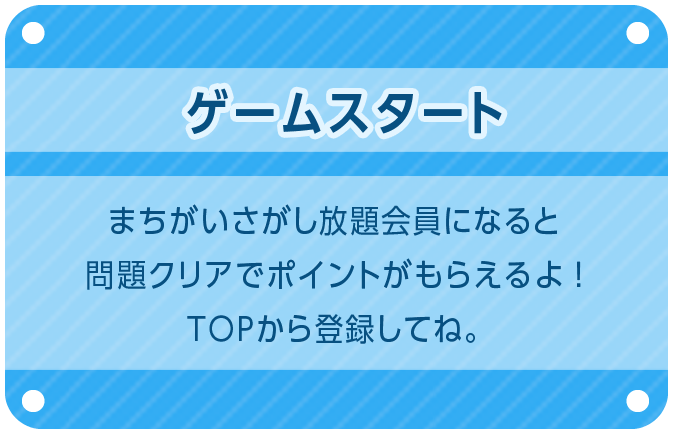 ゲームスタート
まちがいさがし放題会員になると
問題クリアでポイントがもらえるよ！
TOPから登録してね。